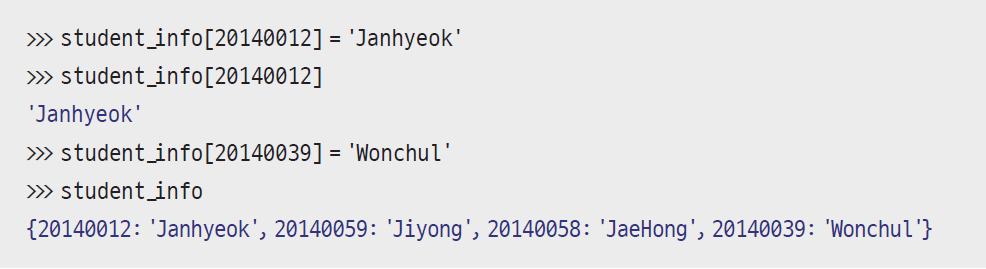 >>> student_info[20140012] = 'Janhyeok'
>>> student_info[20140012]
'Janhyeok'
>>> student_info[20140039] = 'Wonchul'
>>> student_info
{20140012: 'Janhyeok', 20140059: 'Jiyong', 20140058: 'JaeHong', 20140039: 'Wonchul'}